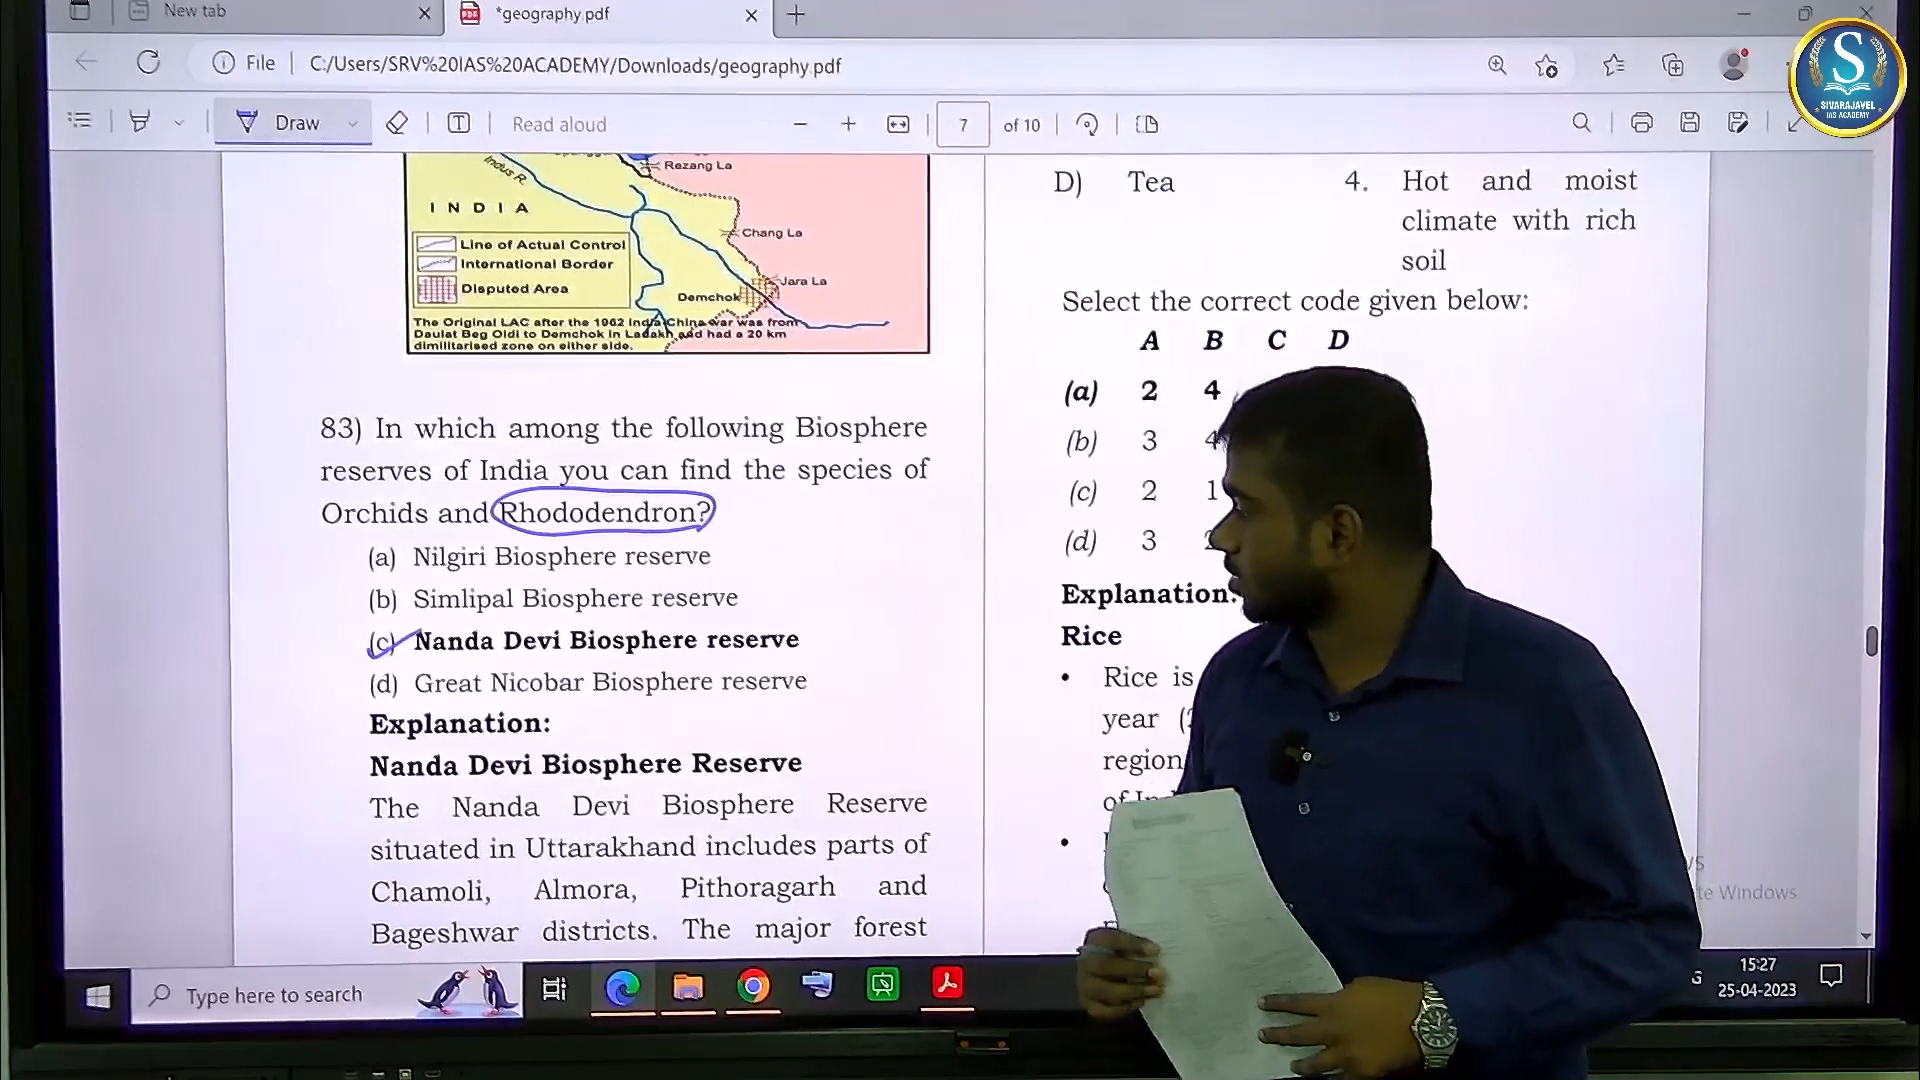 New tab
*geography.pdf
File
C:/Users/SRV%20IAS%20ACADEMY/Downloads/geography.pdf
Draw
Read aloud
7
of 10
S
SIVARAJAVEL
IAS ACADEMY
Indus R.
Rezang La
INDIA
Chang La
Line of Actual Control
International Border
Disputed Area
Jara La
Demchok
The Original LAC after the 1962 India-China war was from
Daulat Beg Oldi to Demchok in Ladakh and had a 20 km
dimilitarised zone on either side.
83) In which among the following Biosphere
reserves of India you can find the species of
Orchids and Rhododendron?
(a) Nilgiri Biosphere reserve
(b) Simlipal Biosphere reserve
(c) Nanda Devi Biosphere reserve
(d) Great Nicobar Biosphere reserve
Explanation:
Nanda Devi Biosphere Reserve
The Nanda Devi Biosphere Reserve
situated in Uttarakhand includes parts of
Chamoli, Almora, Pithoragarh and
Bageshwar districts. The major forest
D) Tea 4. Hot and moist
climate with rich
soil
Select the correct code given below:
A B C D
(a) 2 4
(b) 3 4
(c) 2 1
(d) 3 2
Explanation:
Rice
• Rice is
year
region
of
te Windows.
Type here to search
15:27
25-04-2023